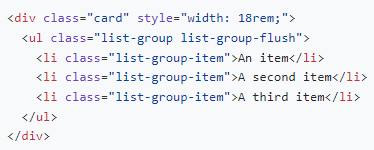 <div class="card" style="width: 18rem;">
  <ul class="list-group list-group-flush">
    <li class="list-group-item">An item</li>
    <li class="list-group-item">A second item</li>
    <li class="list-group-item">A third item</li>
  </ul>
</div>